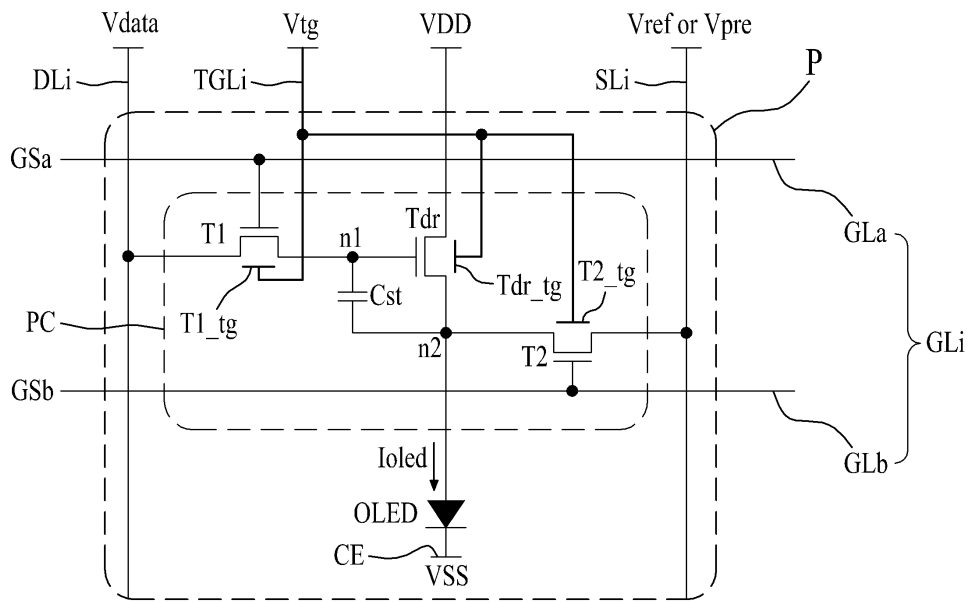 Vdata
Vtg
VDD
Vref or Vpre
DLi
TGLi
SLi
P
GSa
T1
n1
Tdr
GLa
T1_tg
Cst
Tdr_tg
T2_tg
PC
n2
T2
GLi
GSb
Ioled
GLb
OLED
CE
VSS